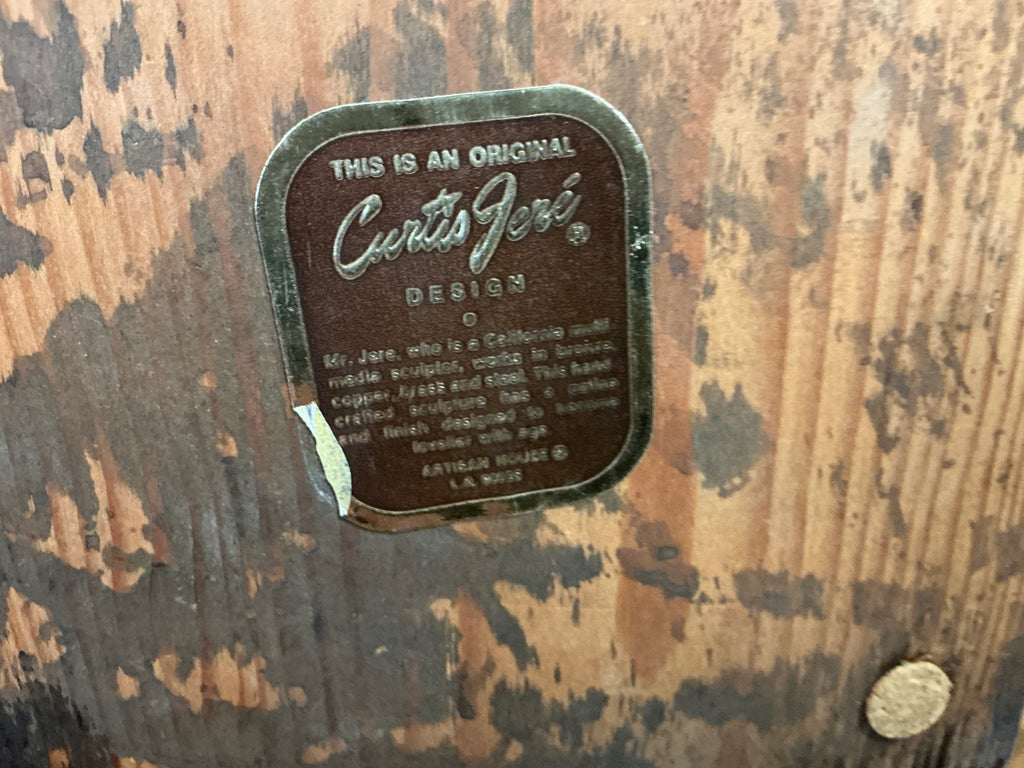 THIS IS AN ORIGINAL
Curtis Jeré ®
DESIGN
Mr. Jere, who is a California multi
media sculptor, works in bronze,
copper, brass and steel. This hand
crafted sculpture has a patina
and finish designed to become
lovelier with age.
ARTISAN HOUSE ®
L.A.